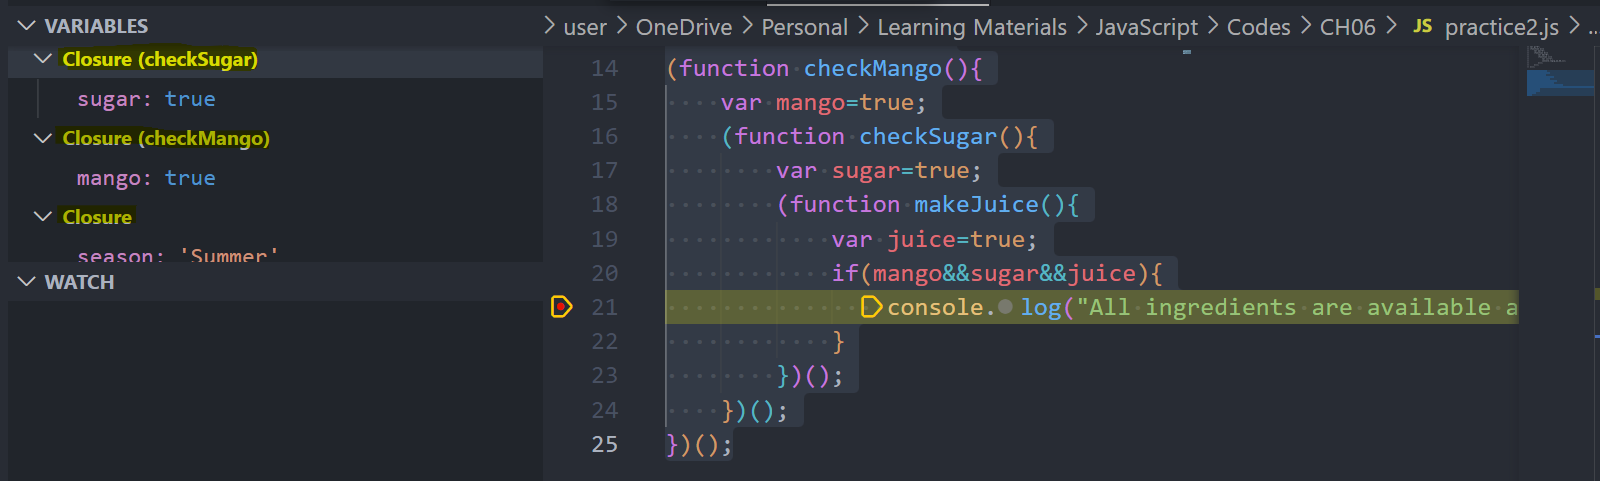 VARIABLES
Closure (checkSugar)
sugar: true
Closure (checkMango)
mango: true
Closure
season: 'Summer'
WATCH
> user > OneDrive > Personal > Learning Materials > JavaScript > Codes > CH06 > JS practice2.js > ...
14 (function checkMango(){
15 var mango=true;
16 (function checkSugar(){
17 var sugar=true;
18 (function makeJuice(){
19 var juice=true;
20 if(mango&&sugar&&juice){
21 console.log("All ingredients are available a
22 }
23 })();
24 })();
25 })();